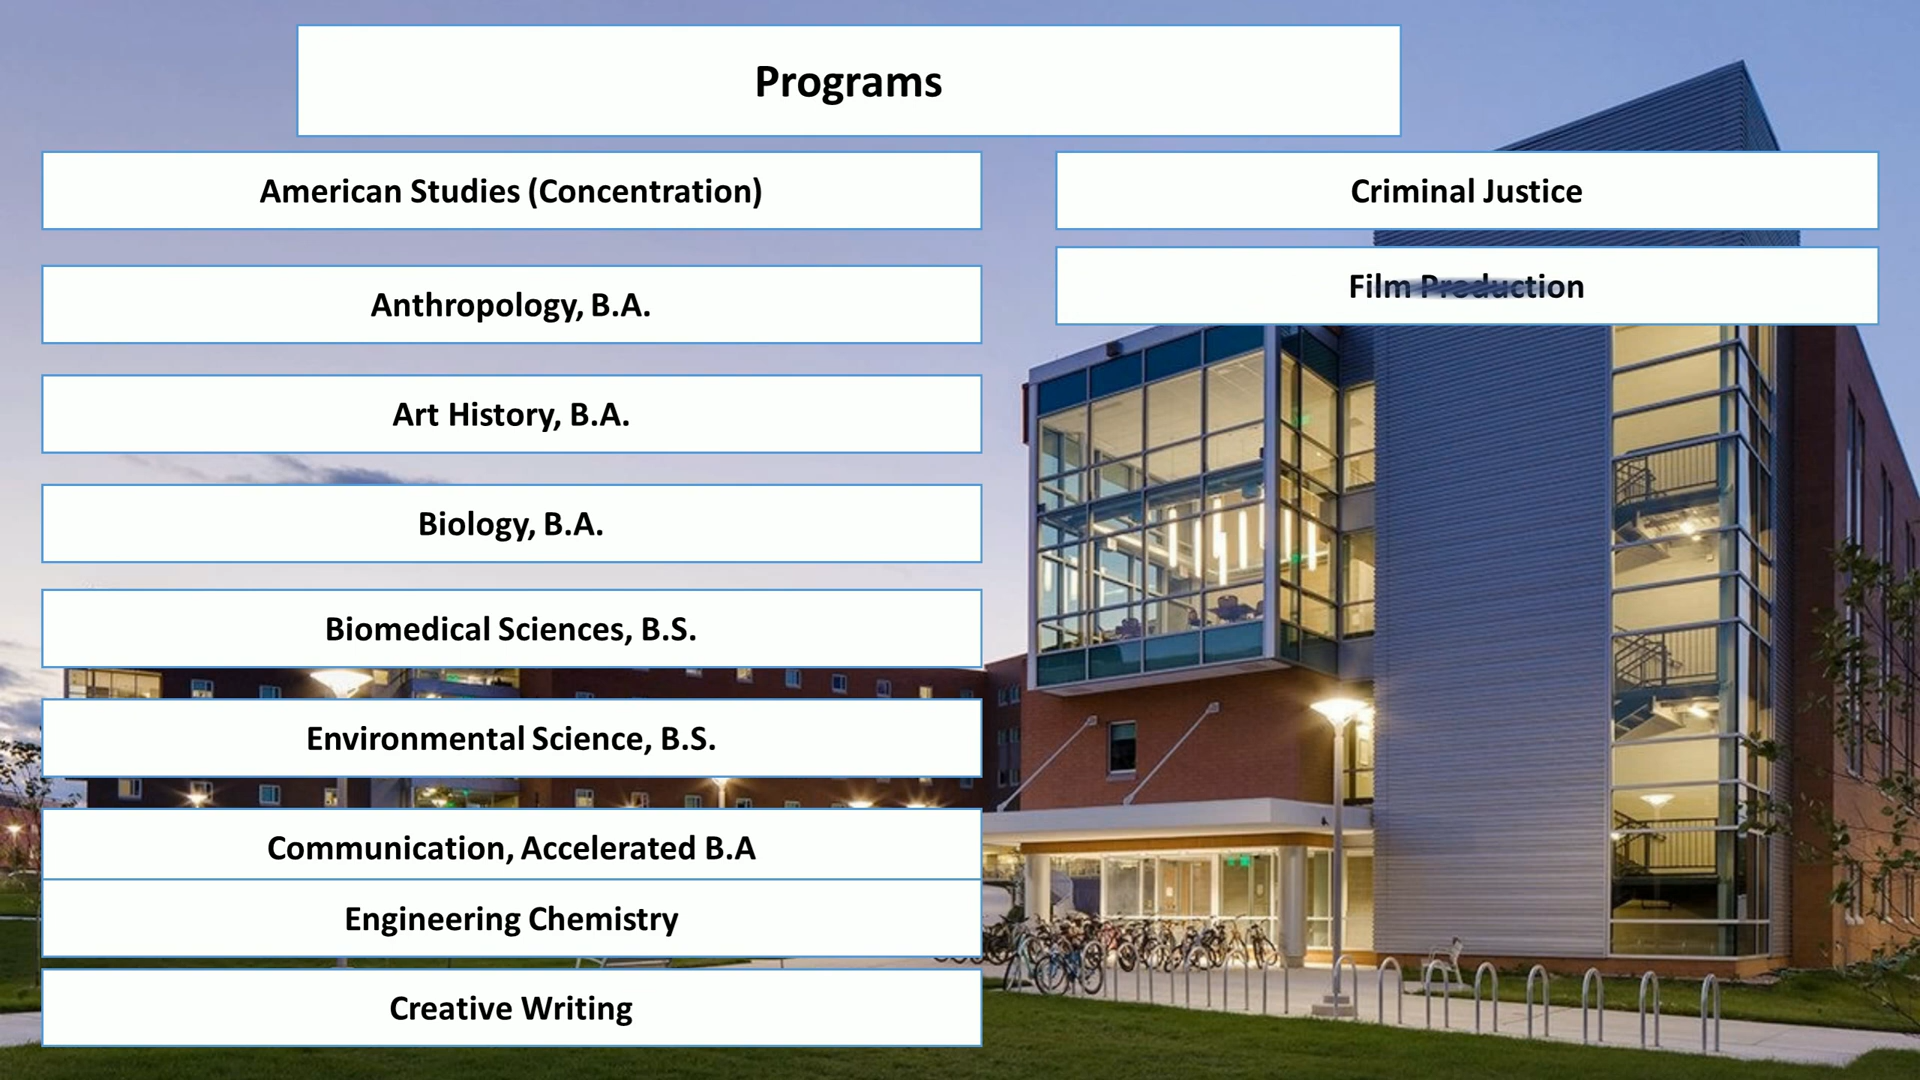 Programs
American Studies (Concentration)
Anthropology, B.A.
Art History, B.A.
Biology, B.A.
Biomedical Sciences, B.S.
Environmental Science, B.S.
Communication, Accelerated B.A
Engineering Chemistry
Creative Writing
Criminal Justice
Film Production